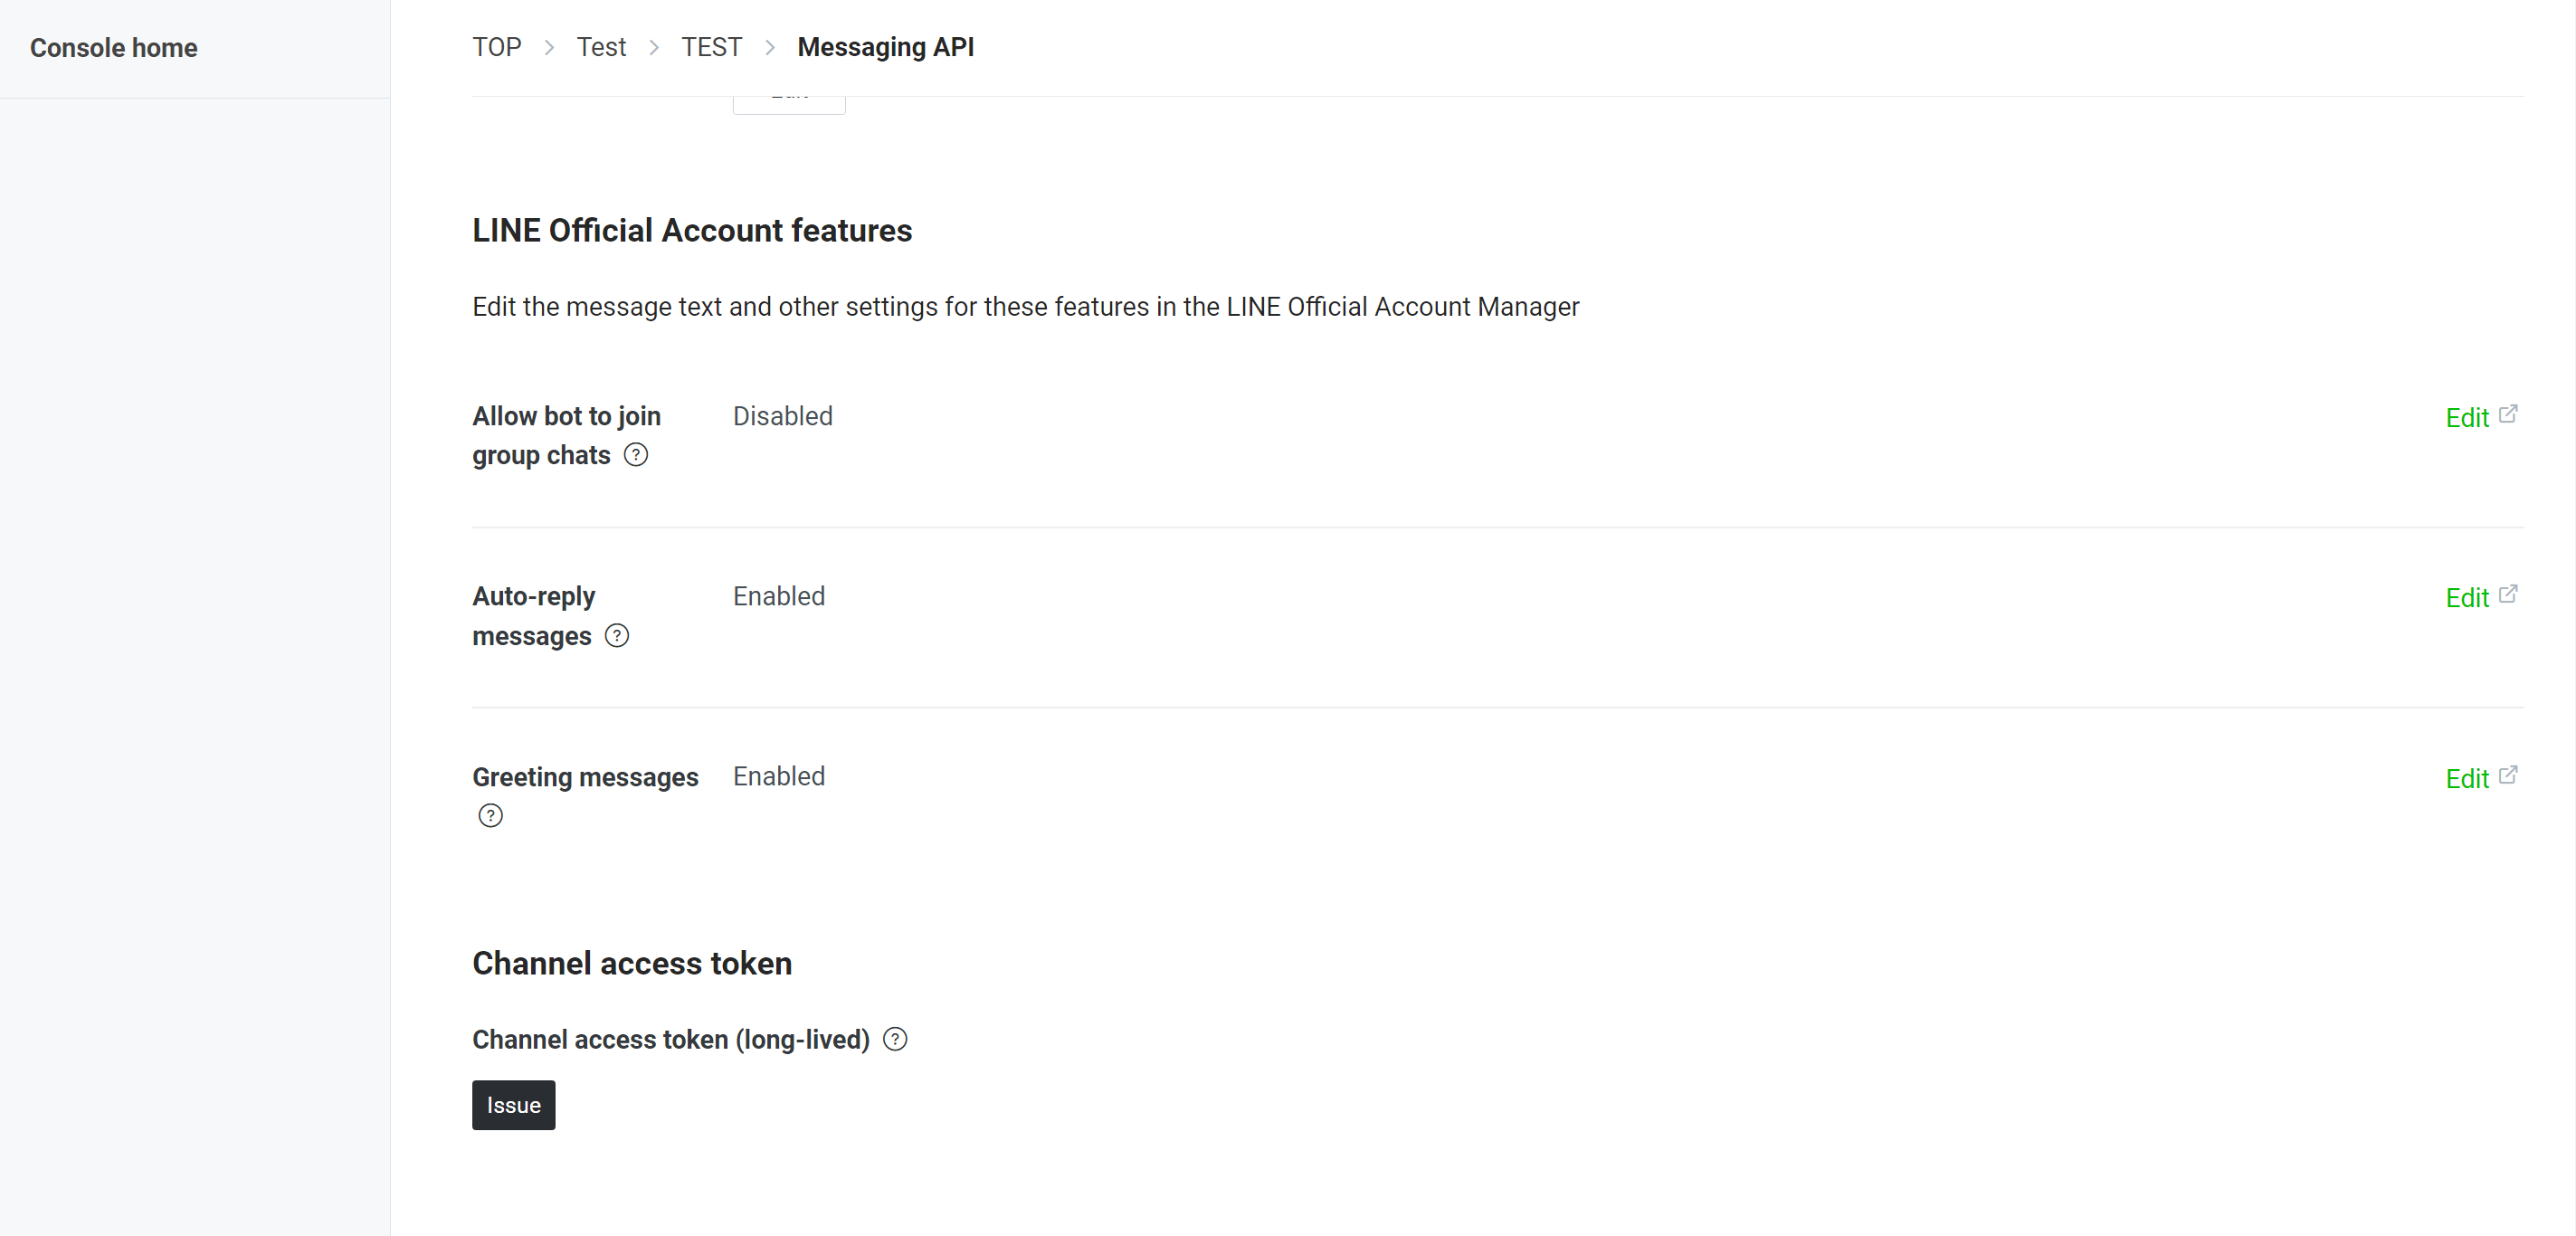 Console home
TOP > Test > TEST > Messaging API
LINE Official Account features
Edit the message text and other settings for these features in the LINE Official Account Manager
Allow bot to join
group chats ?
Disabled
Edit
Auto-reply
messages ?
Enabled
Edit
Greeting messages
?
Enabled
Edit
Channel access token
Channel access token (long-lived) ?
Issue